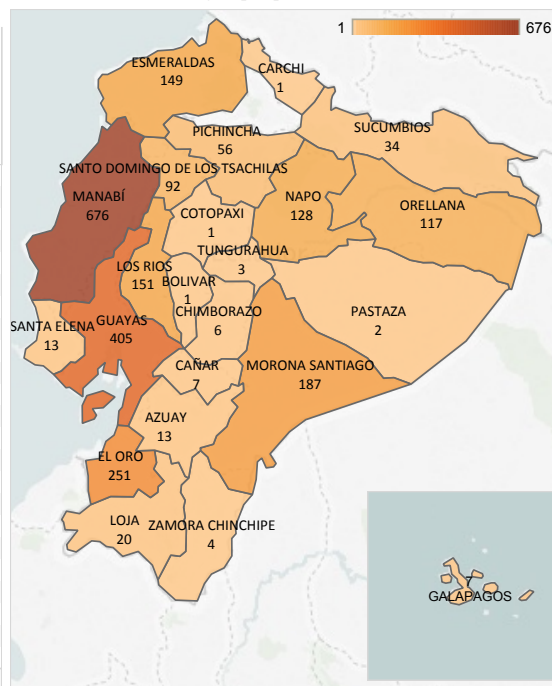 1
676
ESMERALDAS
149
CARCHI
1
PICHINCHA
56
SUCUMBIOS
34
SANTO DOMINGO DE LOS TSACHILAS
92
MANABÍ
676
NAPO
128
ORELLANA
117
COTOPAXI
1
TUNGURAHUA
3
LOS RIOS
151
BOLIVAR
1
CHIMBORAZO
6
PASTAZA
2
SANTA ELENA
13
GUAYAS
405
CAÑAR
7
MORONA SANTIAGO
187
AZUAY
13
EL ORO
251
LOJA
20
ZAMORA CHINCHIPE
4
7
GALAPAGOS